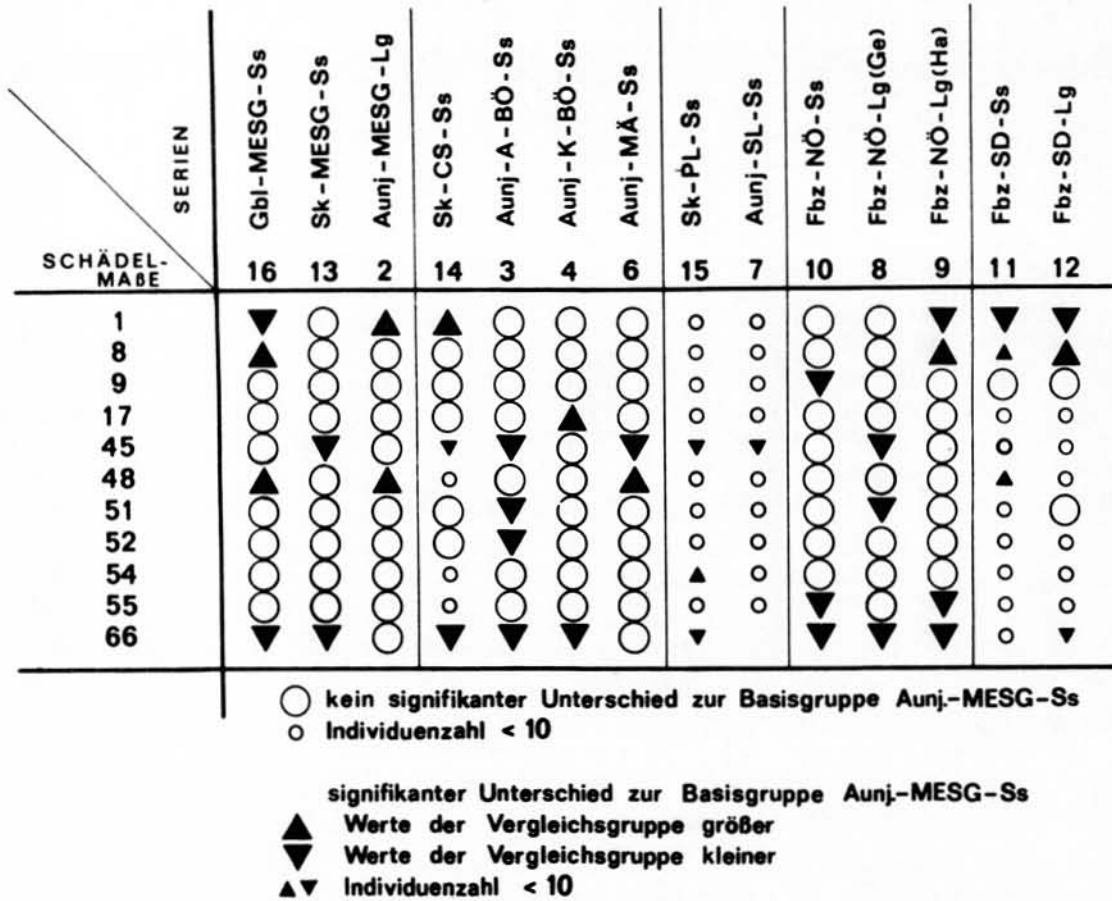 SERIEN
Gbl-MESG-Ss
Sk-MESG-Ss
Aunj-MESG-Lg
Sk-CS-Ss
Aunj-A-BÖ-Ss
Aunj-K-BÖ-Ss
Aunj-MÄ-Ss
Sk-PL-Ss
Aunj-SL-Ss
Fbz-NÖ-Ss
Fbz-NÖ-Lg(Ge)
Fbz-NÖ-Lg(Ha)
Fbz-SD-Ss
Fbz-SD-Lg
SCHÄDEL-
MAßE 16 13 2 14 3 4 6 15 7 10 8 9 11 12
1
8
9
17
45
48
51
52
54
55
66
kein signifikanter Unterschied zur Basisgruppe Aunj.-MESG-Ss
Individuenzahl < 10
signifikanter Unterschied zur Basisgruppe Aunj.-MESG-Ss
Werte der Vergleichsgruppe größer
Werte der Vergleichsgruppe kleiner
Individuenzahl < 10